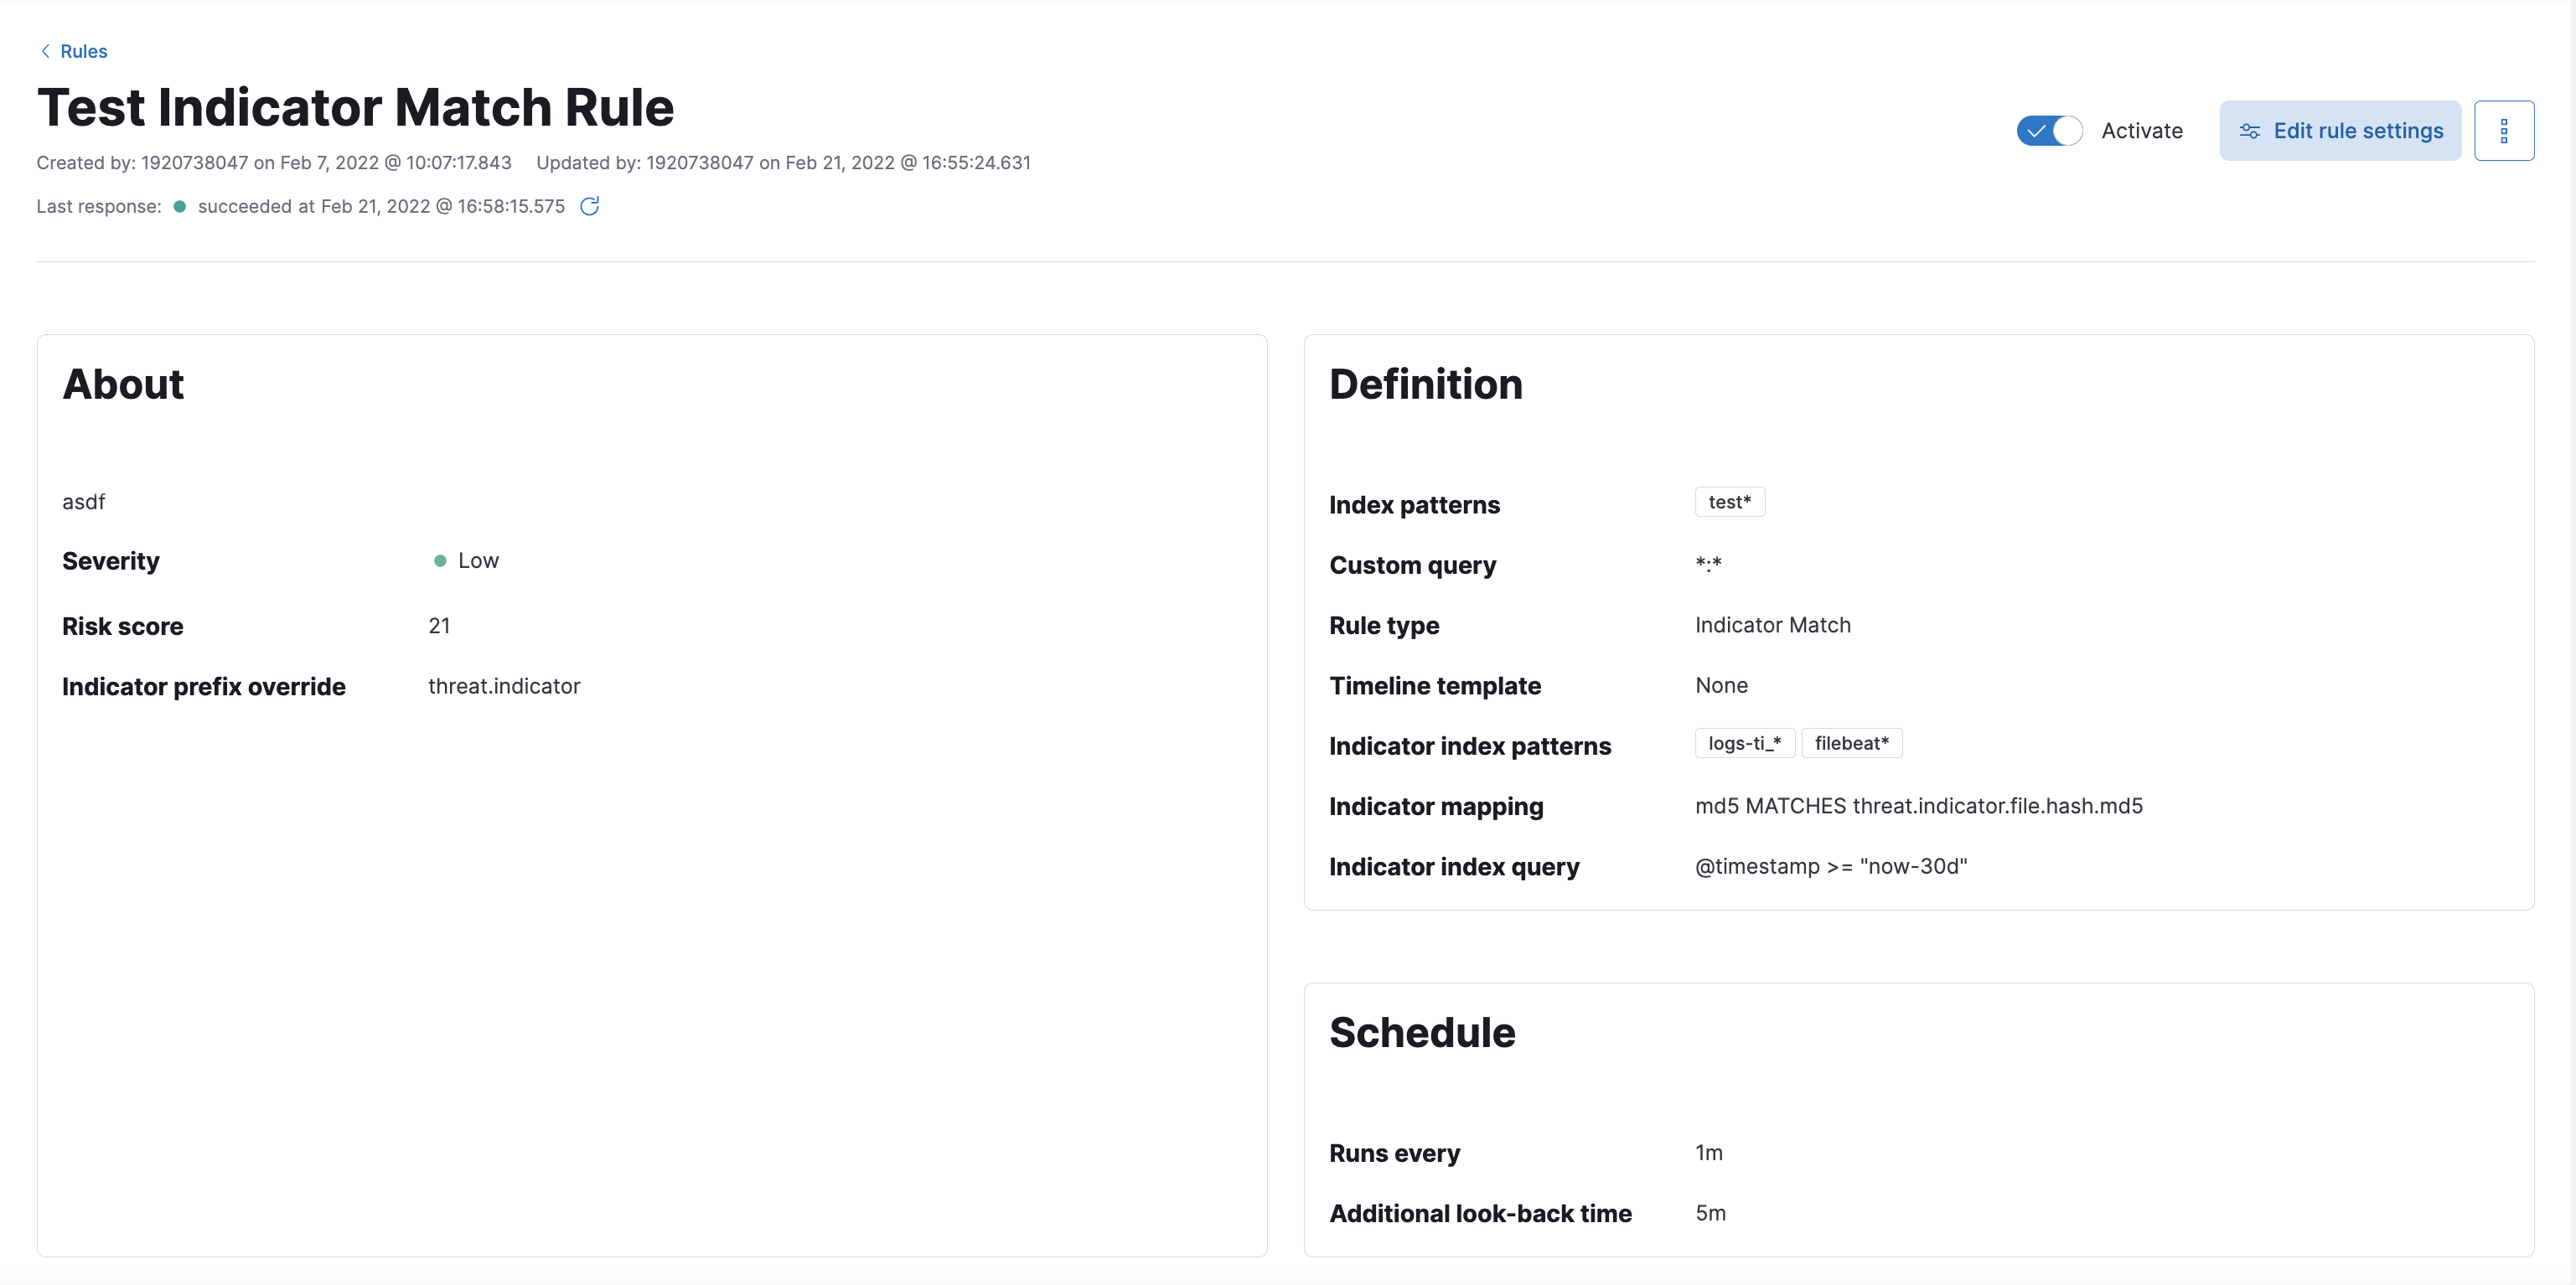 Rules
Test Indicator Match Rule
Created by: 1920738047 on Feb 7, 2022 @ 10:07:17.843 Updated by: 1920738047 on Feb 21, 2022 @ 16:55:24.631
Last response: succeeded at Feb 21, 2022 @ 16:58:15.575
Activate
Edit rule settings
About
asdf
Severity Low
Risk score 21
Indicator prefix override threat.indicator
Definition
Index patterns test*
Custom query *:*
Rule type Indicator Match
Timeline template None
Indicator index patterns logs-ti_* filebeat*
Indicator mapping md5 MATCHES threat.indicator.file.hash.md5
Indicator index query @timestamp >= "now-30d"
Schedule
Runs every 1m
Additional look-back time 5m